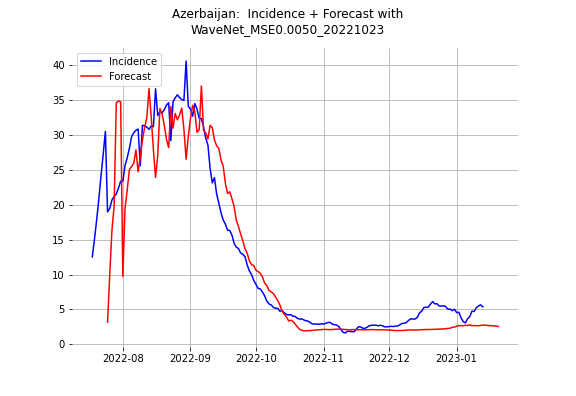 Azerbaijan:  Incidence + Forecast with
WaveNet_MSE0.0050_20221023
Incidence
Forecast
40
35
30
25
20
15
10
5
0
2022-08 2022-09 2022-10 2022-11 2022-12 2023-01